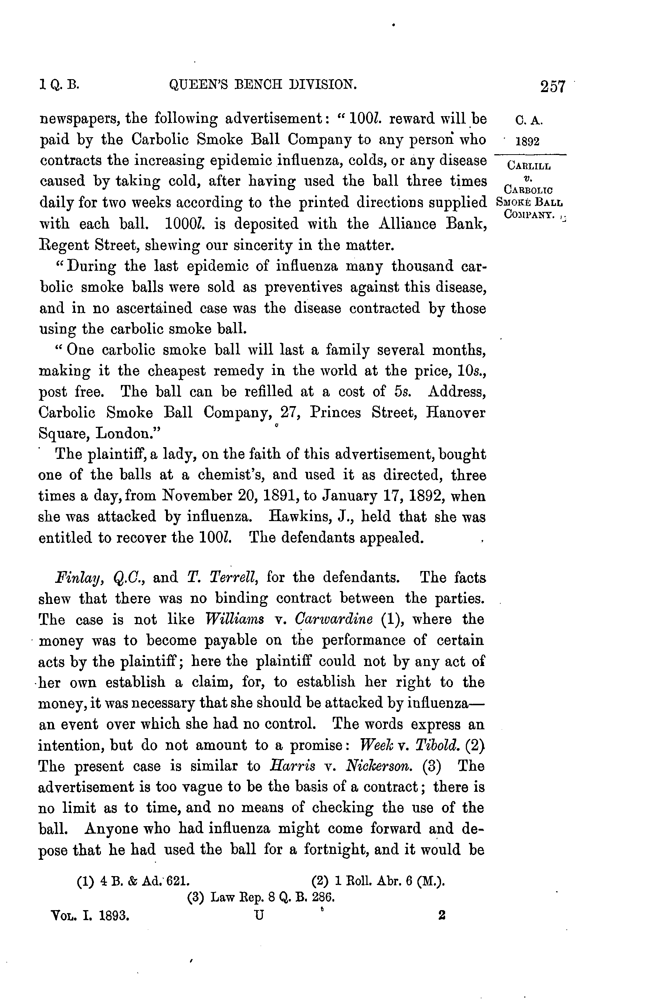 1 Q. B. QUEEN'S BENCH DIVISION. 257
newspapers, the following advertisement: “ 100l. reward will be
paid by the Carbolic Smoke Ball Company to any person who
contracts the increasing epidemic influenza, colds, or any disease
caused by taking cold, after having used the ball three times
daily for two weeks according to the printed directions supplied
with each ball. 1000l. is deposited with the Alliance Bank,
Regent Street, shewing our sincerity in the matter.
“ During the last epidemic of influenza many thousand car-
bolic smoke balls were sold as preventives against this disease,
and in no ascertained case was the disease contracted by those
using the carbolic smoke ball.
“ One carbolic smoke ball will last a family several months,
making it the cheapest remedy in the world at the price, 10s.,
post free. The ball can be refilled at a cost of 5s. Address,
Carbolic Smoke Ball Company, 27, Princes Street, Hanover
Square, London.”
The plaintiff, a lady, on the faith of this advertisement, bought
one of the balls at a chemist's, and used it as directed, three
times a day, from November 20, 1891, to January 17, 1892, when
she was attacked by influenza. Hawkins, J., held that she was
entitled to recover the 100l. The defendants appealed.
Finlay, Q.C., and T. Terrell, for the defendants. The facts
shew that there was no binding contract between the parties.
The case is not like Williams v. Carwardine (1), where the
money was to become payable on the performance of certain
acts by the plaintiff; here the plaintiff could not by any act of
her own establish a claim, for, to establish her right to the
money, it was necessary that she should be attacked by influenza—
an event over which she had no control. The words express an
intention, but do not amount to a promise: Week v. Tibold. (2)
The present case is similar to Harris v. Nickerson. (3) The
advertisement is too vague to be the basis of a contract; there is
no limit as to time, and no means of checking the use of the
ball. Anyone who had influenza might come forward and de-
pose that he had used the ball for a fortnight, and it would be
C. A.
1892
CARLILL
v.
CARBOLIC
SMOKE BALL
COMPANY.
(1) 4 B. & Ad. 621. (2) 1 Roll. Abr. 6 (M.).
(3) Law Rep. 8 Q. B. 286.
VOL. I. 1893. U 2